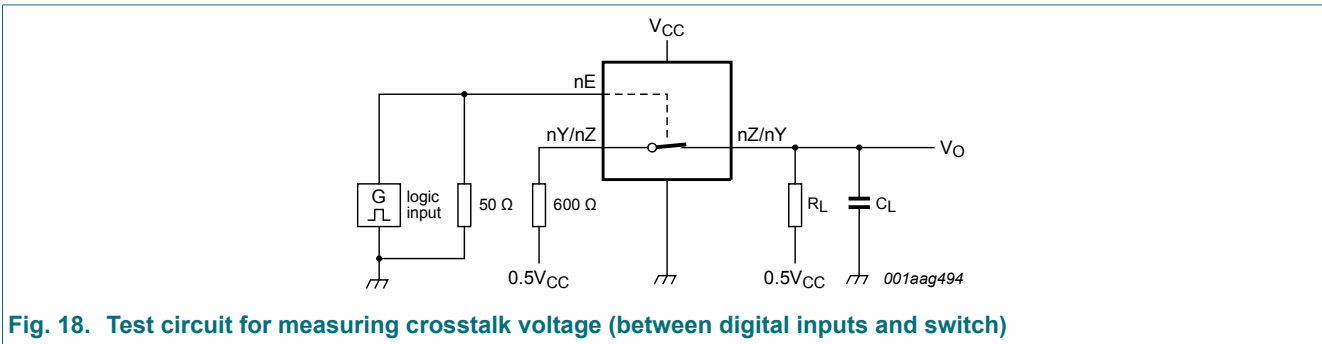 VCC
nE
nY/nZ
nZ/nY
VO
G
logic
input
50 Ω
600 Ω
RL
CL
0.5VCC
0.5VCC
001aag494
Fig. 18. Test circuit for measuring crosstalk voltage (between digital inputs and switch)